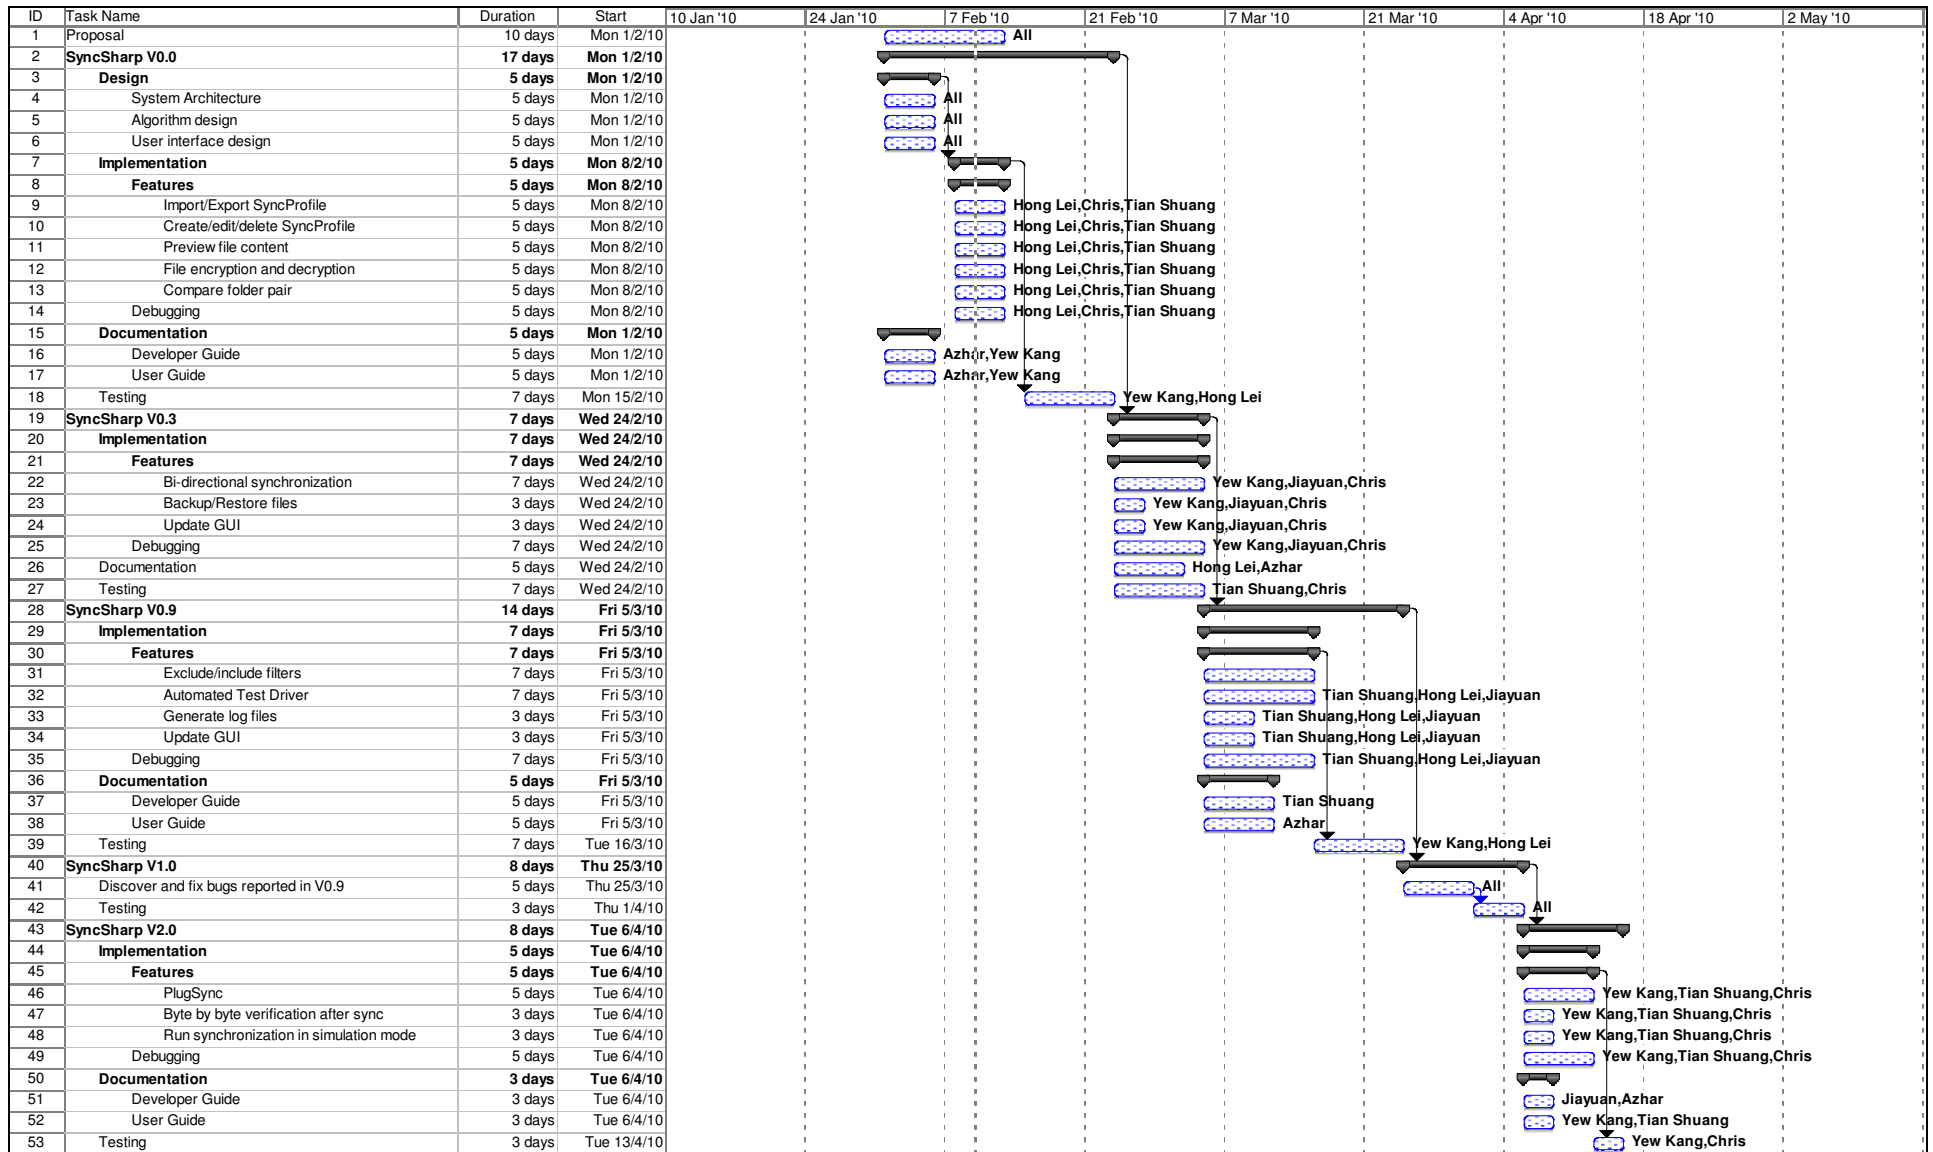 ID Task Name Duration Start 10 Jan '10 24 Jan '10 7 Feb '10 21 Feb '10 7 Mar '10 21 Mar '10 4 Apr '10 18 Apr '10 2 May '10
1 Proposal 10 days Mon 1/2/10 All
2 SyncSharp V0.0 17 days Mon 1/2/10
3 Design 5 days Mon 1/2/10
4 System Architecture 5 days Mon 1/2/10 All
5 Algorithm design 5 days Mon 1/2/10 All
6 User interface design 5 days Mon 1/2/10 All
7 Implementation 5 days Mon 8/2/10
8 Features 5 days Mon 8/2/10
9 Import/Export SyncProfile 5 days Mon 8/2/10 Hong Lei,Chris,Tian Shuang
10 Create/edit/delete SyncProfile 5 days Mon 8/2/10 Hong Lei,Chris,Tian Shuang
11 Preview file content 5 days Mon 8/2/10 Hong Lei,Chris,Tian Shuang
12 File encryption and decryption 5 days Mon 8/2/10 Hong Lei,Chris,Tian Shuang
13 Compare folder pair 5 days Mon 8/2/10 Hong Lei,Chris,Tian Shuang
14 Debugging 5 days Mon 8/2/10 Hong Lei,Chris,Tian Shuang
15 Documentation 5 days Mon 1/2/10
16 Developer Guide 5 days Mon 1/2/10 Azhar,Yew Kang
17 User Guide 5 days Mon 1/2/10 Azhar,Yew Kang
18 Testing 7 days Mon 15/2/10 Yew Kang,Hong Lei
19 SyncSharp V0.3 7 days Wed 24/2/10
20 Implementation 7 days Wed 24/2/10
21 Features 7 days Wed 24/2/10
22 Bi-directional synchronization 7 days Wed 24/2/10 Yew Kang,Jiayuan,Chris
23 Backup/Restore files 3 days Wed 24/2/10 Yew Kang,Jiayuan,Chris
24 Update GUI 3 days Wed 24/2/10 Yew Kang,Jiayuan,Chris
25 Debugging 7 days Wed 24/2/10 Yew Kang,Jiayuan,Chris
26 Documentation 5 days Wed 24/2/10 Hong Lei,Azhar
27 Testing 7 days Wed 24/2/10 Tian Shuang,Chris
28 SyncSharp V0.9 14 days Fri 5/3/10
29 Implementation 7 days Fri 5/3/10
30 Features 7 days Fri 5/3/10
31 Exclude/include filters 7 days Fri 5/3/10
32 Automated Test Driver 7 days Fri 5/3/10 Tian Shuang,Hong Lei,Jiayuan
33 Generate log files 3 days Fri 5/3/10 Tian Shuang,Hong Lei,Jiayuan
34 Update GUI 3 days Fri 5/3/10 Tian Shuang,Hong Lei,Jiayuan
35 Debugging 7 days Fri 5/3/10 Tian Shuang,Hong Lei,Jiayuan
36 Documentation 5 days Fri 5/3/10
37 Developer Guide 5 days Fri 5/3/10 Tian Shuang
38 User Guide 5 days Fri 5/3/10 Azhar
39 Testing 7 days Tue 16/3/10 Yew Kang,Hong Lei
40 SyncSharp V1.0 8 days Thu 25/3/10
41 Discover and fix bugs reported in V0.9 5 days Thu 25/3/10 All
42 Testing 3 days Thu 1/4/10 All
43 SyncSharp V2.0 8 days Tue 6/4/10
44 Implementation 5 days Tue 6/4/10
45 Features 5 days Tue 6/4/10
46 PlugSync 5 days Tue 6/4/10 Yew Kang,Tian Shuang,Chris
47 Byte by byte verification after sync 3 days Tue 6/4/10 Yew Kang,Tian Shuang,Chris
48 Run synchronization in simulation mode 3 days Tue 6/4/10 Yew Kang,Tian Shuang,Chris
49 Debugging 5 days Tue 6/4/10 Yew Kang,Tian Shuang,Chris
50 Documentation 3 days Tue 6/4/10
51 Developer Guide 3 days Tue 6/4/10 Jiayuan,Azhar
52 User Guide 3 days Tue 6/4/10 Yew Kang,Tian Shuang
53 Testing 3 days Tue 13/4/10 Yew Kang,Chris